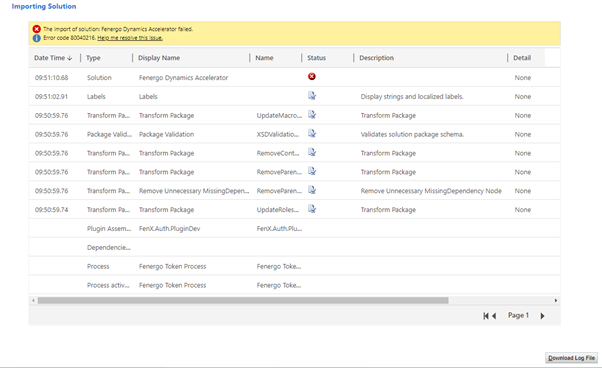 Importing Solution
The import of solution: Fenergo Dynamics Accelerator failed.
Error code 80040216. Help me resolve this issue.
Date Time Type Display Name Name Status Description Detail
09:51:10.68 Solution Fenergo Dynamics Accelerator None
09:51:02.91 Labels Labels Display strings and localized labels. None
09:50:59.76 Transform Pa... Transform Package UpdateMacro... Transform Package None
09:50:59.76 Package Valid... Package Validation XSDValidatio... Validates solution package schema. None
09:50:59.76 Transform Pa... Transform Package RemoveCont... Transform Package None
09:50:59.76 Transform Pa... Transform Package RemoveParen... Transform Package None
09:50:59.76 Transform Pa... Remove Unnecessary MissingDepen... RemoveParen... Remove Unnecessary MissingDependency Node None
09:50:59.74 Transform Pa... Transform Package UpdateRoles... Transform Package None
Plugin Assem... FenX.Auth.PluginDev FenX.Auth.Plu...
Dependencie...
Process Fenergo Token Process Fenergo Toke...
Process activ... Fenergo Token Process Fenergo Toke...
Page 1
Download Log File